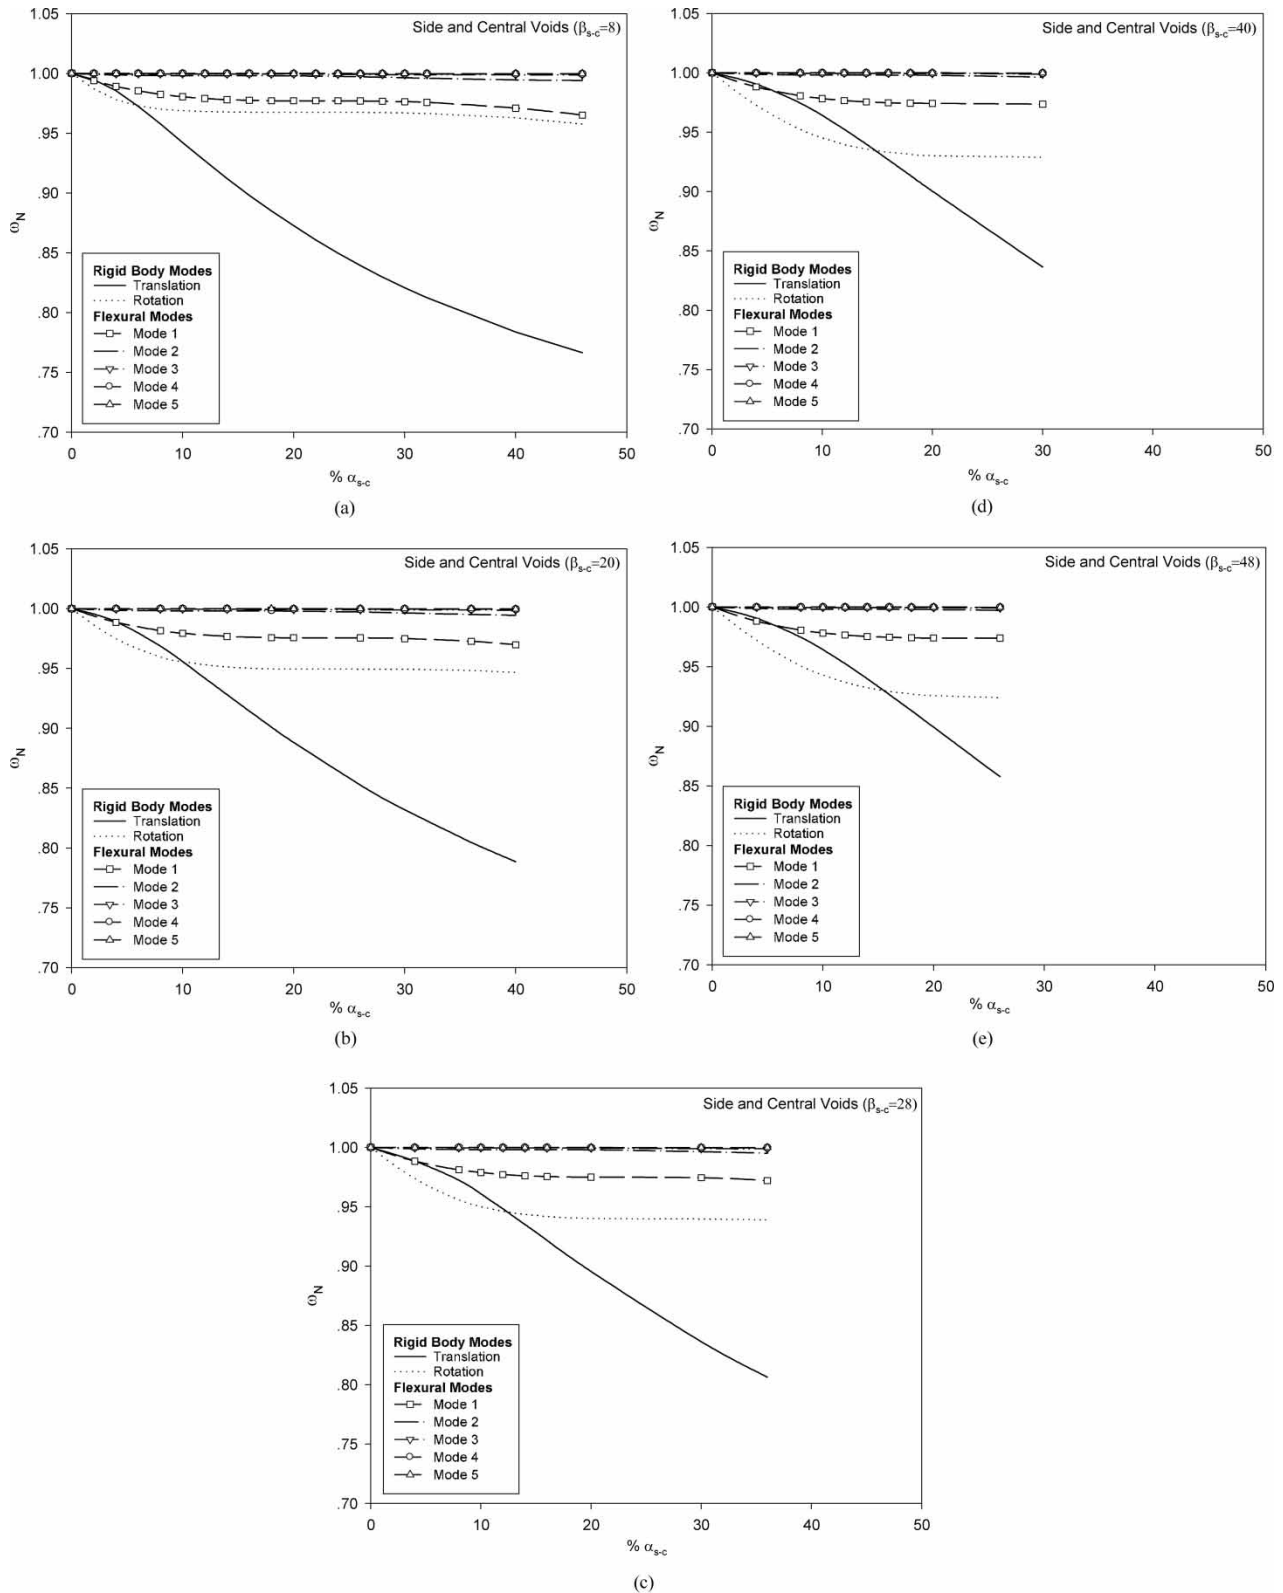 Side and Central Voids (βs-c=8)
1.05
1.00
.95
.90
.85
.80
.75
.70
ωN
Rigid Body Modes
Translation
Rotation
Flexural Modes
Mode 1
Mode 2
Mode 3
Mode 4
Mode 5
0 10 20 30 40 50
% αs-c
(a)
Side and Central Voids (βs-c=40)
1.05
1.00
.95
.90
.85
.80
.75
.70
ωN
Rigid Body Modes
Translation
Rotation
Flexural Modes
Mode 1
Mode 2
Mode 3
Mode 4
Mode 5
0 10 20 30 40 50
% αs-c
(d)
Side and Central Voids (βs-c=20)
1.05
1.00
.95
.90
.85
.80
.75
.70
ωN
Rigid Body Modes
Translation
Rotation
Flexural Modes
Mode 1
Mode 2
Mode 3
Mode 4
Mode 5
0 10 20 30 40 50
% αs-c
(b)
Side and Central Voids (βs-c=48)
1.05
1.00
.95
.90
.85
.80
.75
.70
ωN
Rigid Body Modes
Translation
Rotation
Flexural Modes
Mode 1
Mode 2
Mode 3
Mode 4
Mode 5
0 10 20 30 40 50
% αs-c
(e)
Side and Central Voids (βs-c=28)
1.05
1.00
.95
.90
.85
.80
.75
.70
ωN
Rigid Body Modes
Translation
Rotation
Flexural Modes
Mode 1
Mode 2
Mode 3
Mode 4
Mode 5
0 10 20 30 40 50
% αs-c
(c)